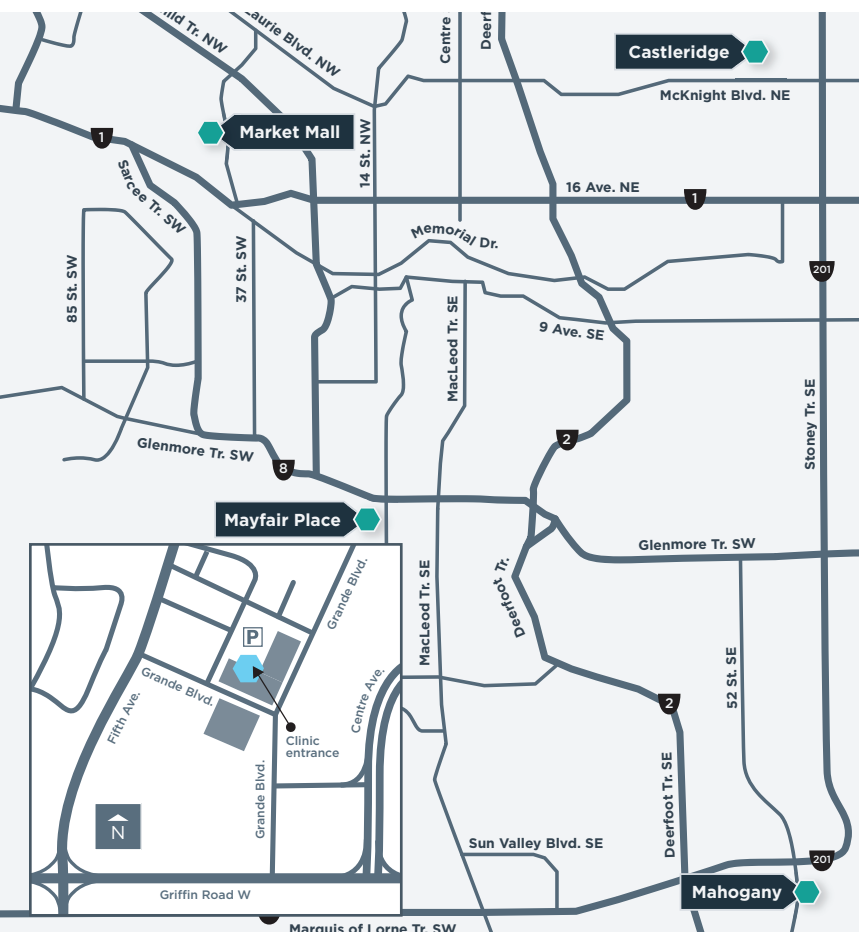 Laurie Blvd. NW
Centre
Castleridge
McKnight Blvd. NE
1
Market Mall
14 St. NW
Sarcee Tr. SW
16 Ave. NE
1
Memorial Dr.
37 St. SW
85 St. SW
201
MacLeod Tr. SE
9 Ave. SE
Stoney Tr. SE
2
Glenmore Tr. SW
8
Mayfair Place
Glenmore Tr. SW
Deerfoot Tr.
MacLeod Tr. SE
52 St. SE
2
Deerfoot Tr. SE
Sun Valley Blvd. SE
201
Mahogany
Marquis of Lorne Tr. SW
Grande Blvd.
P
Grande Blvd.
Fifth Ave.
Centre Ave.
Clinic
entrance
Grande Blvd.
N
Griffin Road W